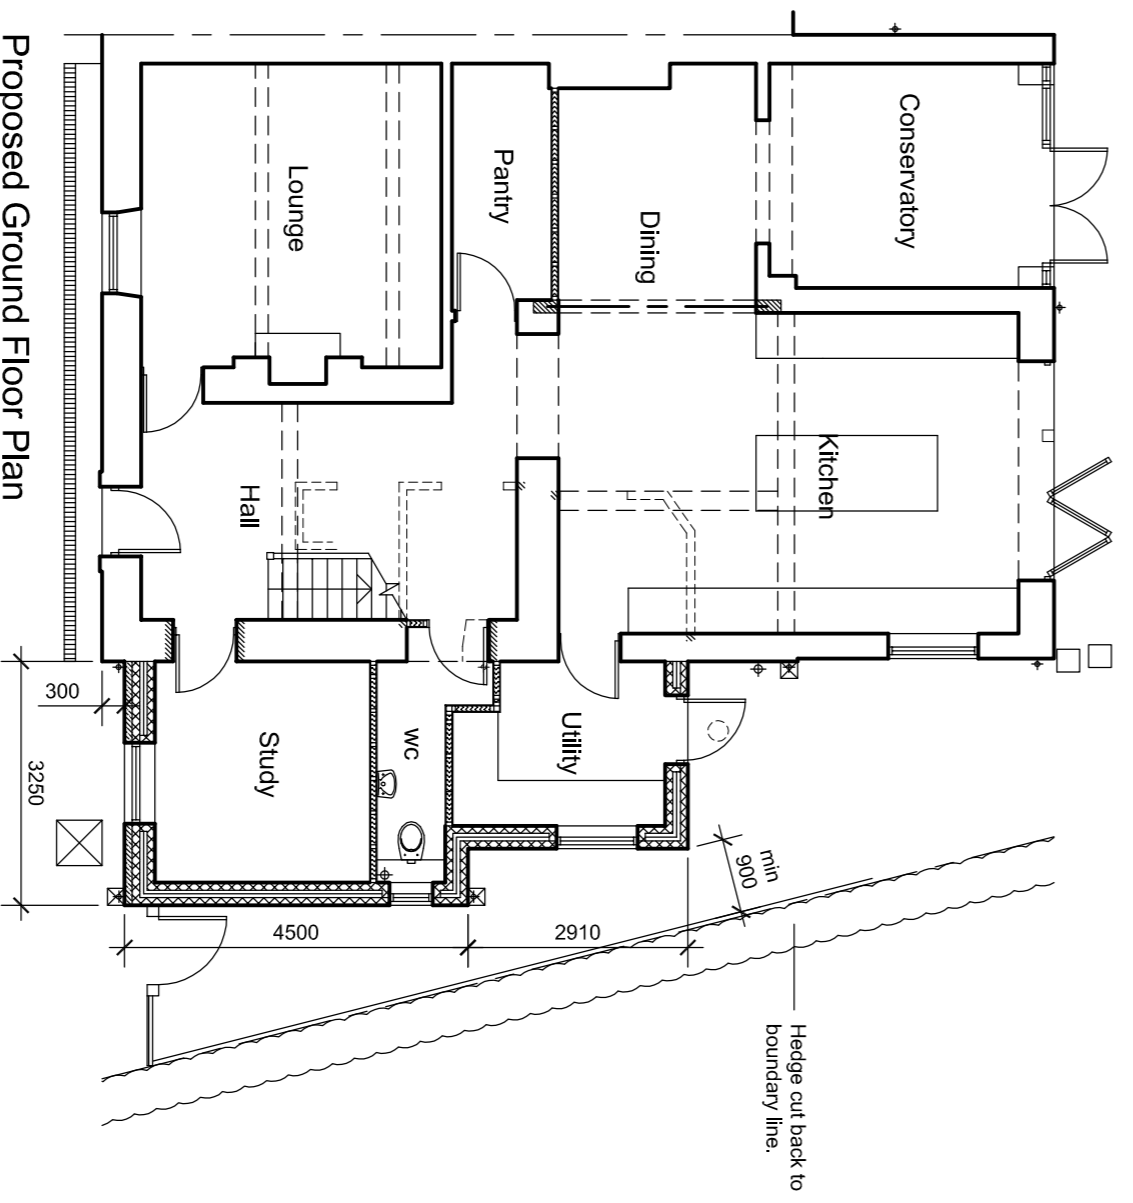 Conservatory
Kitchen
Dining
Pantry
Lounge
Hall
Utility
wc
Study
min
900
2910
4500
300
3250
Hedge cut back to
boundary line.
Proposed Ground Floor Plan